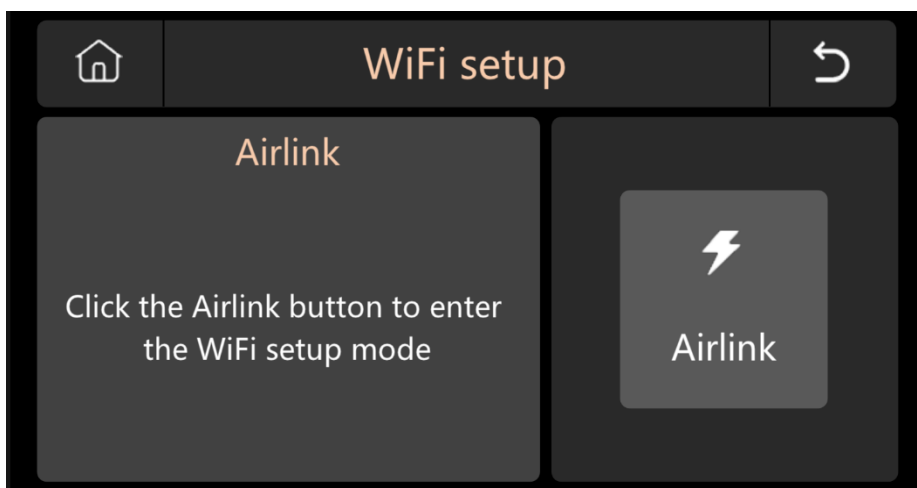 WiFi setup
Airlink
Click the Airlink button to enter
the WiFi setup mode
Airlink